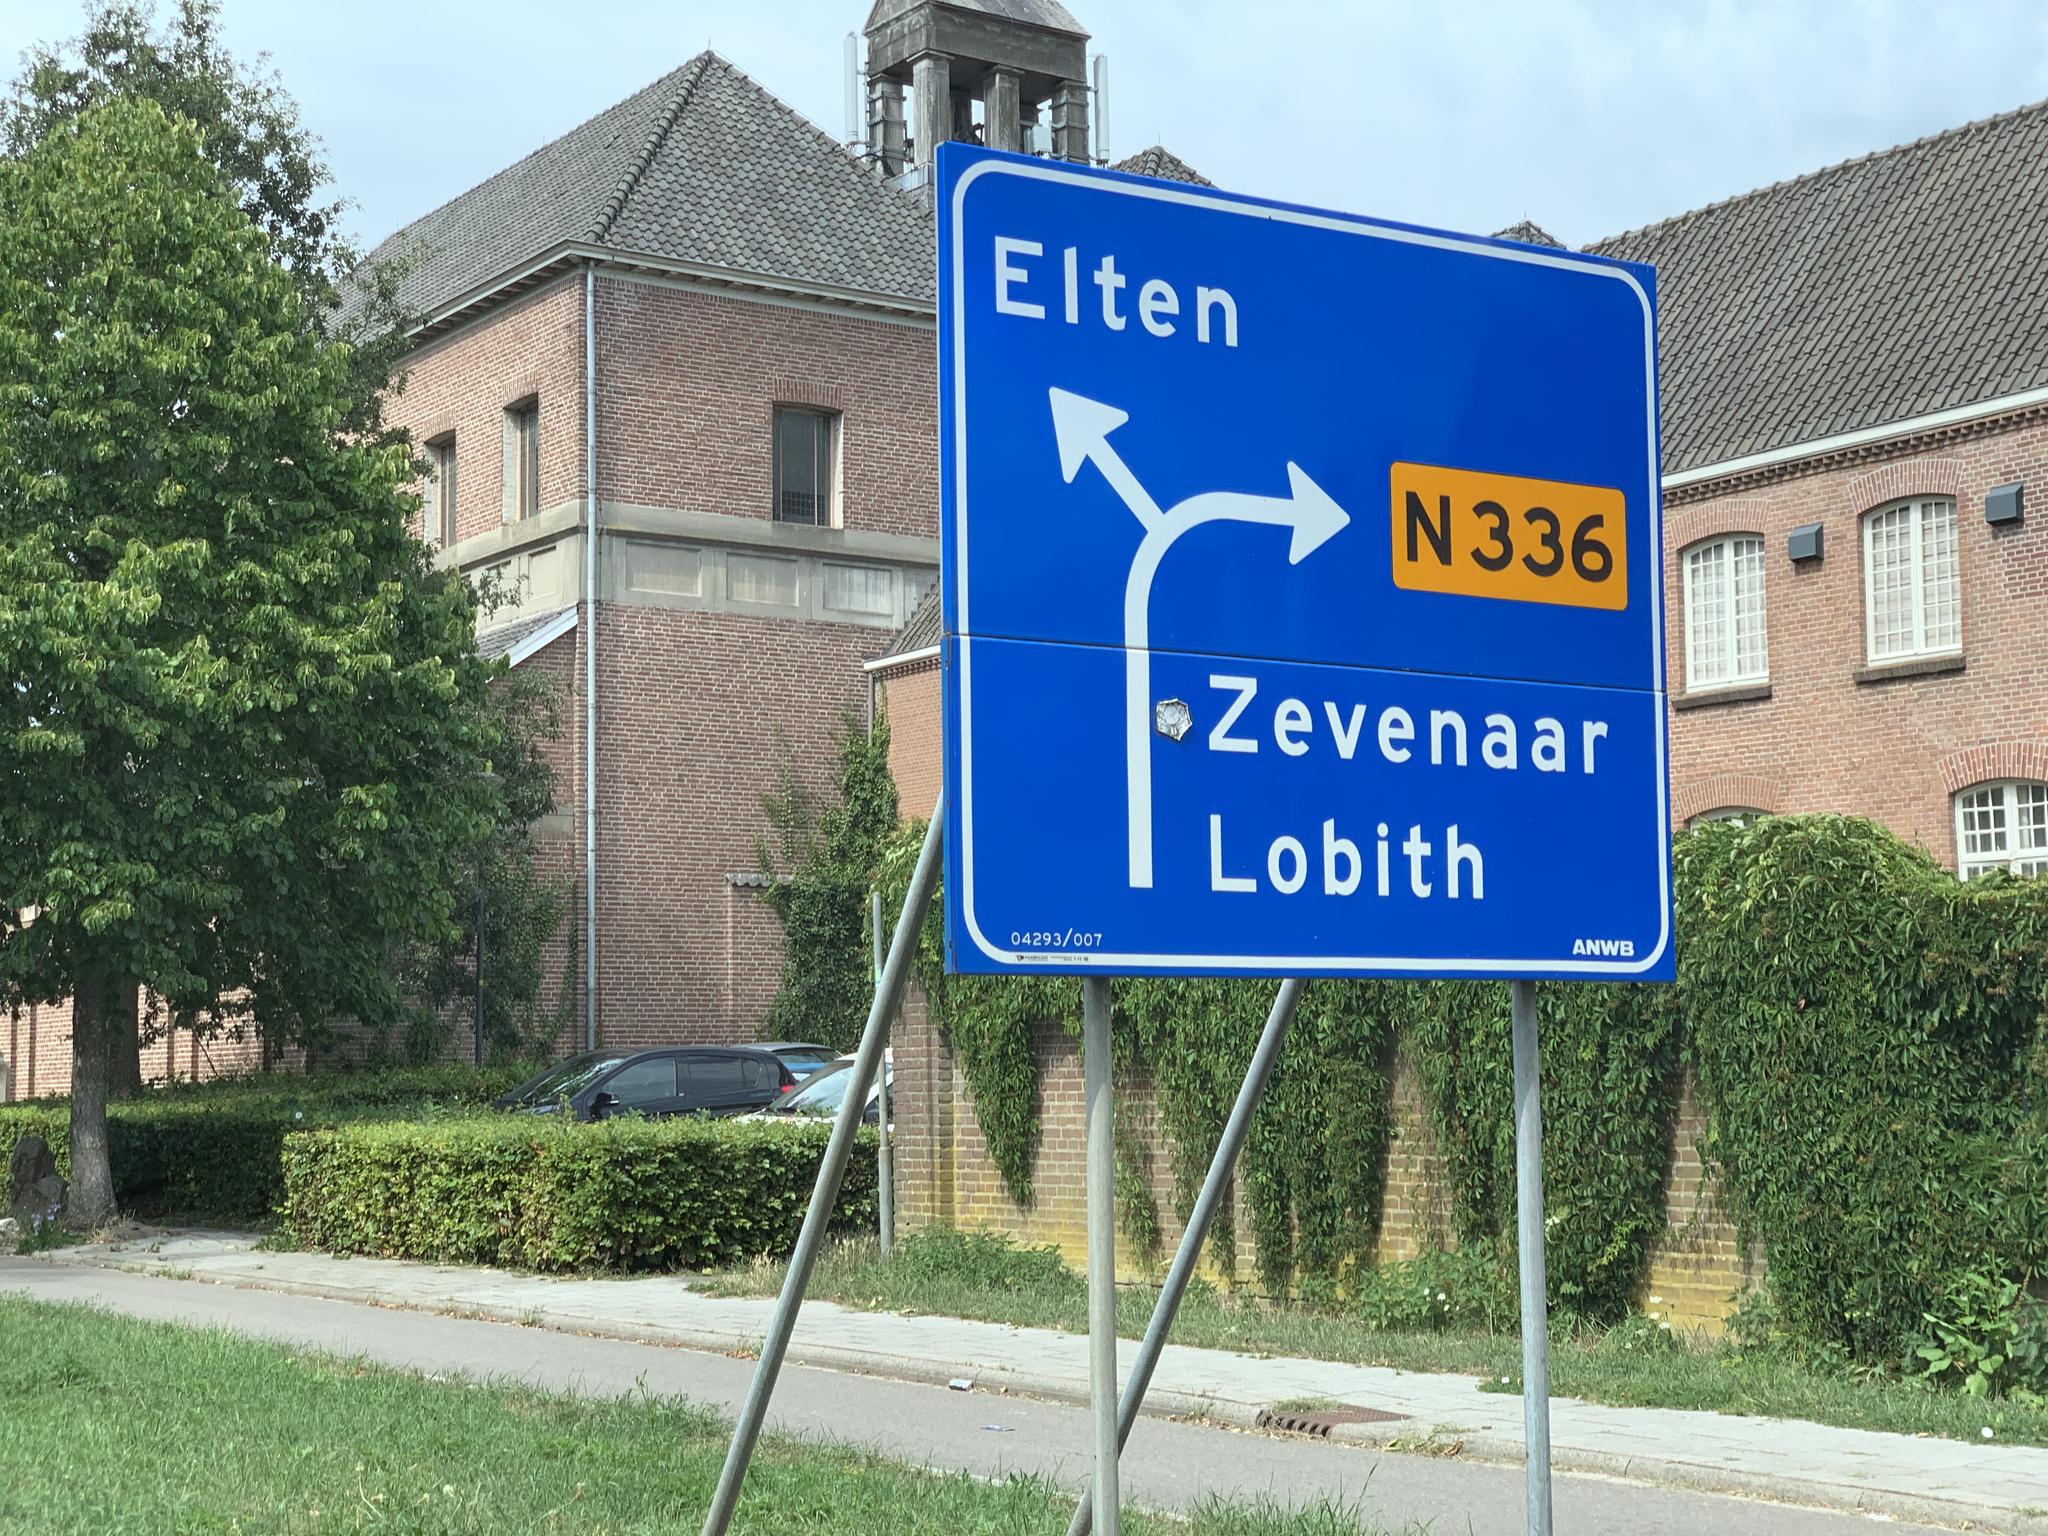 Elten
N336
Zevenaar
Lobith
04293/007
ANWB